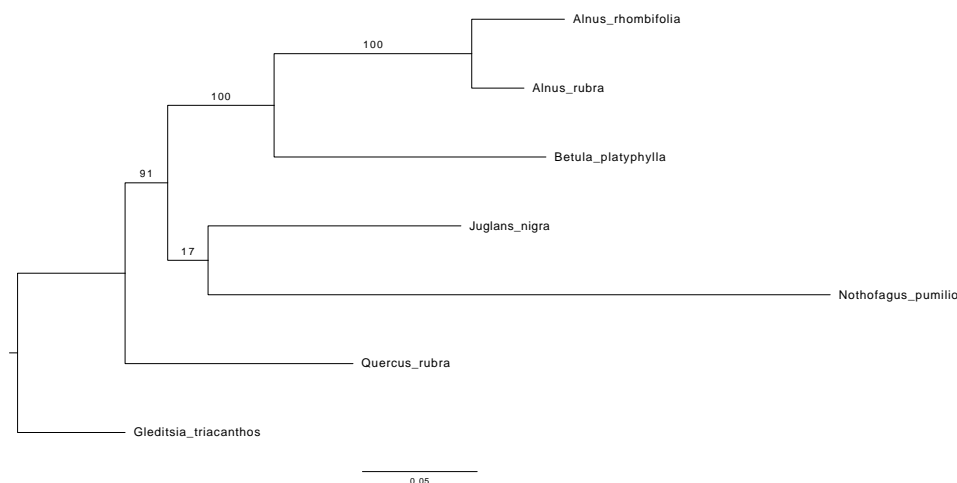 Alnus_rhombifolia
100
Alnus_rubra
100
Betula_platyphylla
91
Juglans_nigra
17
Nothofagus_pumilio
Quercus_rubra
Gleditsia_triacanthos
0.05